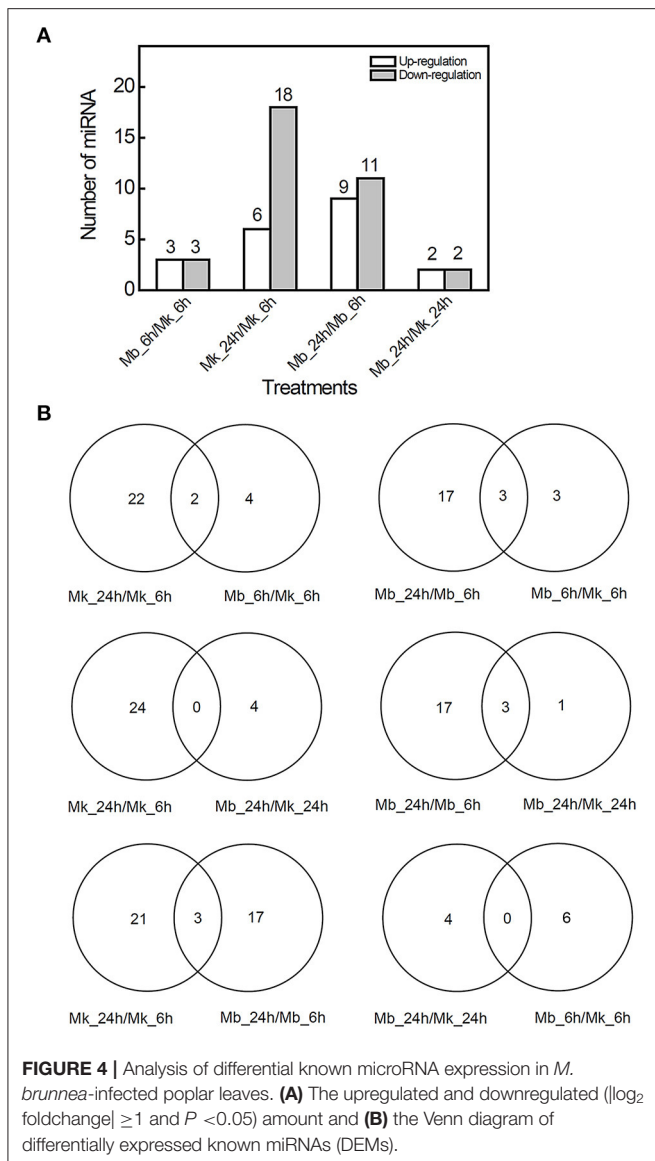 A
Up-regulation
Down-regulation
Number of miRNA
20
15
10
5
0
3 3
6 18
9 11
2 2
Mb_6h/Mk_6h
Mk_24h/Mk_6h
Mb_24h/Mb_6h
Mb_24h/Mk_24h
Treatments
B
22 2 4
Mk_24h/Mk_6h Mb_6h/Mk_6h
17 3 3
Mb_24h/Mb_6h Mb_6h/Mk_6h
24 0 4
Mk_24h/Mk_6h Mb_24h/Mk_24h
17 3 1
Mb_24h/Mb_6h Mb_24h/Mk_24h
21 3 17
Mk_24h/Mk_6h Mb_24h/Mb_6h
4 0 6
Mb_24h/Mk_24h Mb_6h/Mk_6h
FIGURE 4 | Analysis of differential known microRNA expression in M.
brunnea-infected poplar leaves. (A) The upregulated and downregulated (|log₂
foldchange| ≥1 and P <0.05) amount and (B) the Venn diagram of
differentially expressed known miRNAs (DEMs).